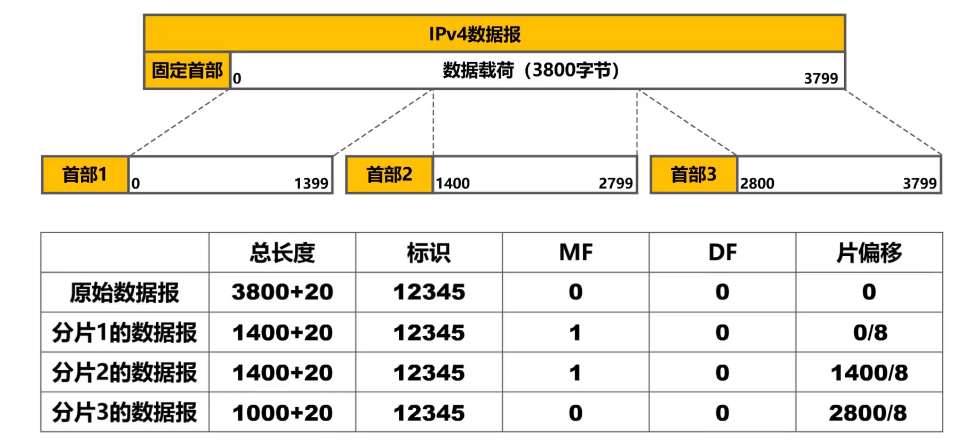 IPv4数据报
固定首部 0 数据载荷（3800字节） 3799
首部1 0 1399 首部2 1400 2799 首部3 2800 3799
总长度 标识 MF DF 片偏移
原始数据报 3800+20 12345 0 0 0
分片1的数据报 1400+20 12345 1 0 0/8
分片2的数据报 1400+20 12345 1 0 1400/8
分片3的数据报 1000+20 12345 0 0 2800/8